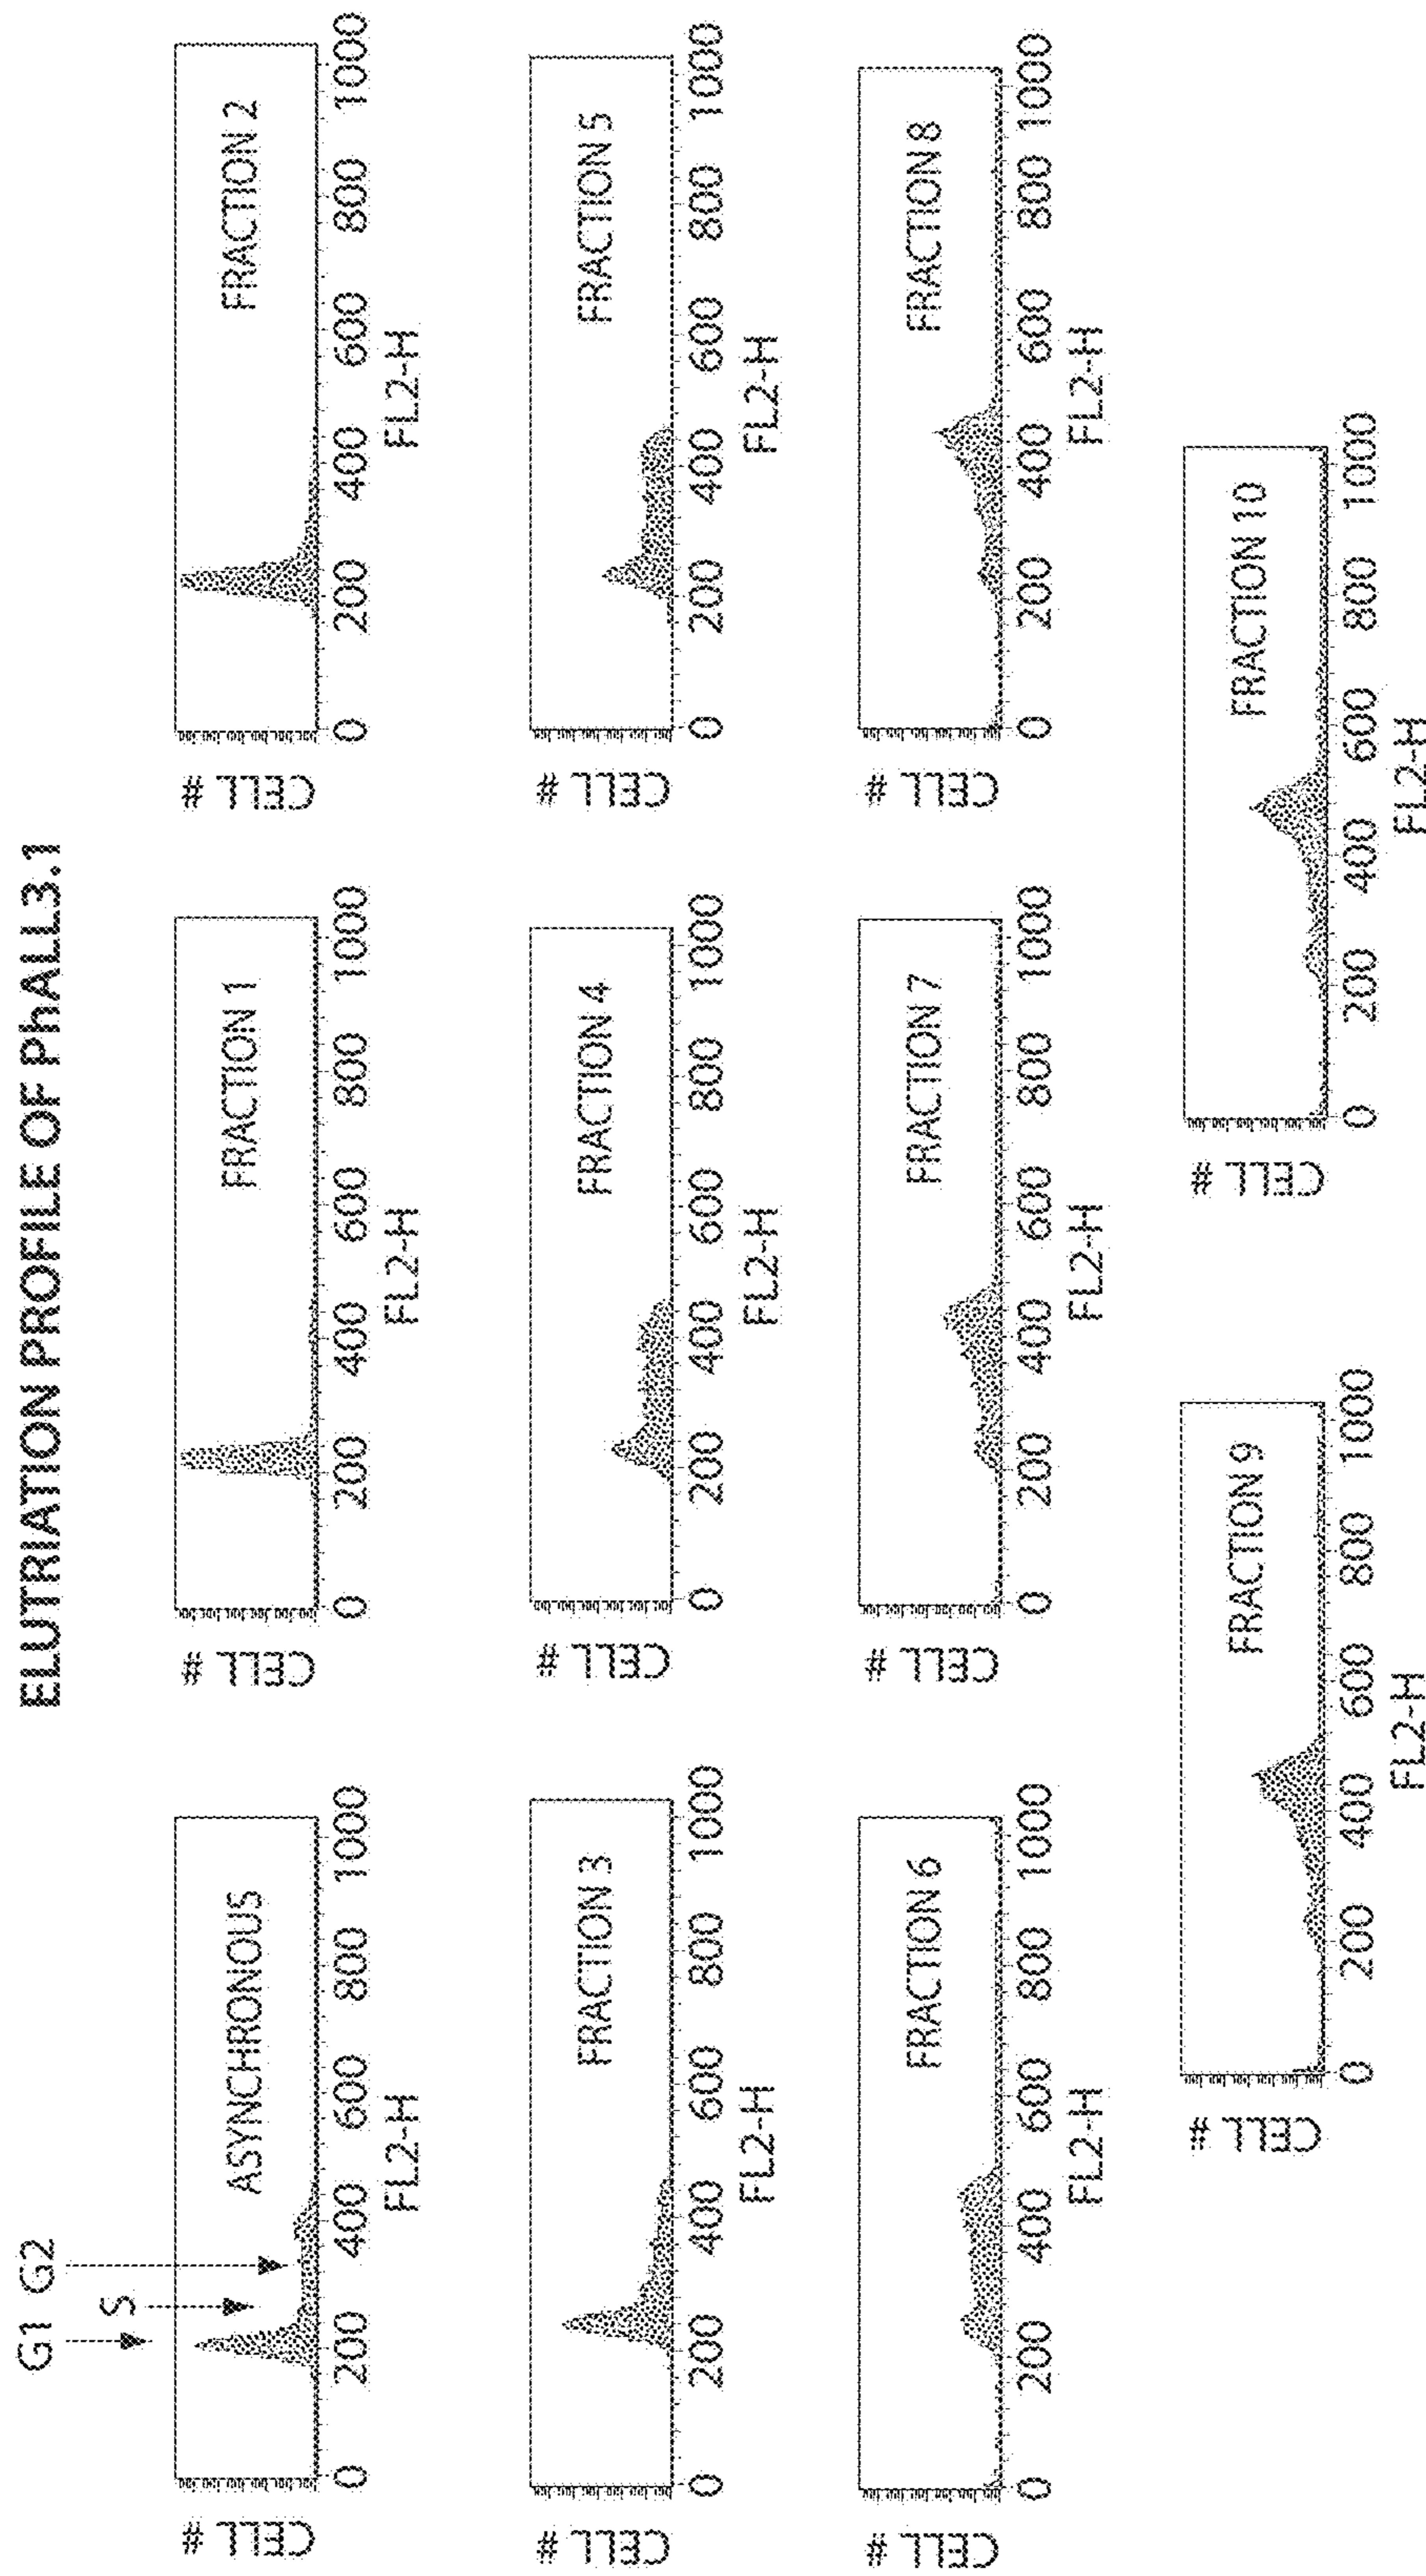 ELUTRIATION PROFILE OF PhALL3.1
G1
S
G2
CELL #
ASYNCHRONOUS
0 200 400 600 800 1000
FL2-H
CELL #
FRACTION 1
0 200 400 600 800 1000
FL2-H
CELL #
FRACTION 2
0 200 400 600 800 1000
FL2-H
CELL #
FRACTION 3
0 200 400 600 800 1000
FL2-H
CELL #
FRACTION 4
0 200 400 600 800 1000
FL2-H
CELL #
FRACTION 5
0 200 400 600 800 1000
FL2-H
CELL #
FRACTION 6
0 200 400 600 800 1000
FL2-H
CELL #
FRACTION 7
0 200 400 600 800 1000
FL2-H
CELL #
FRACTION 8
0 200 400 600 800 1000
FL2-H
CELL #
FRACTION 9
0 200 400 600 800 1000
FL2-H
CELL #
FRACTION 10
0 200 400 600 800 1000
FL2-H